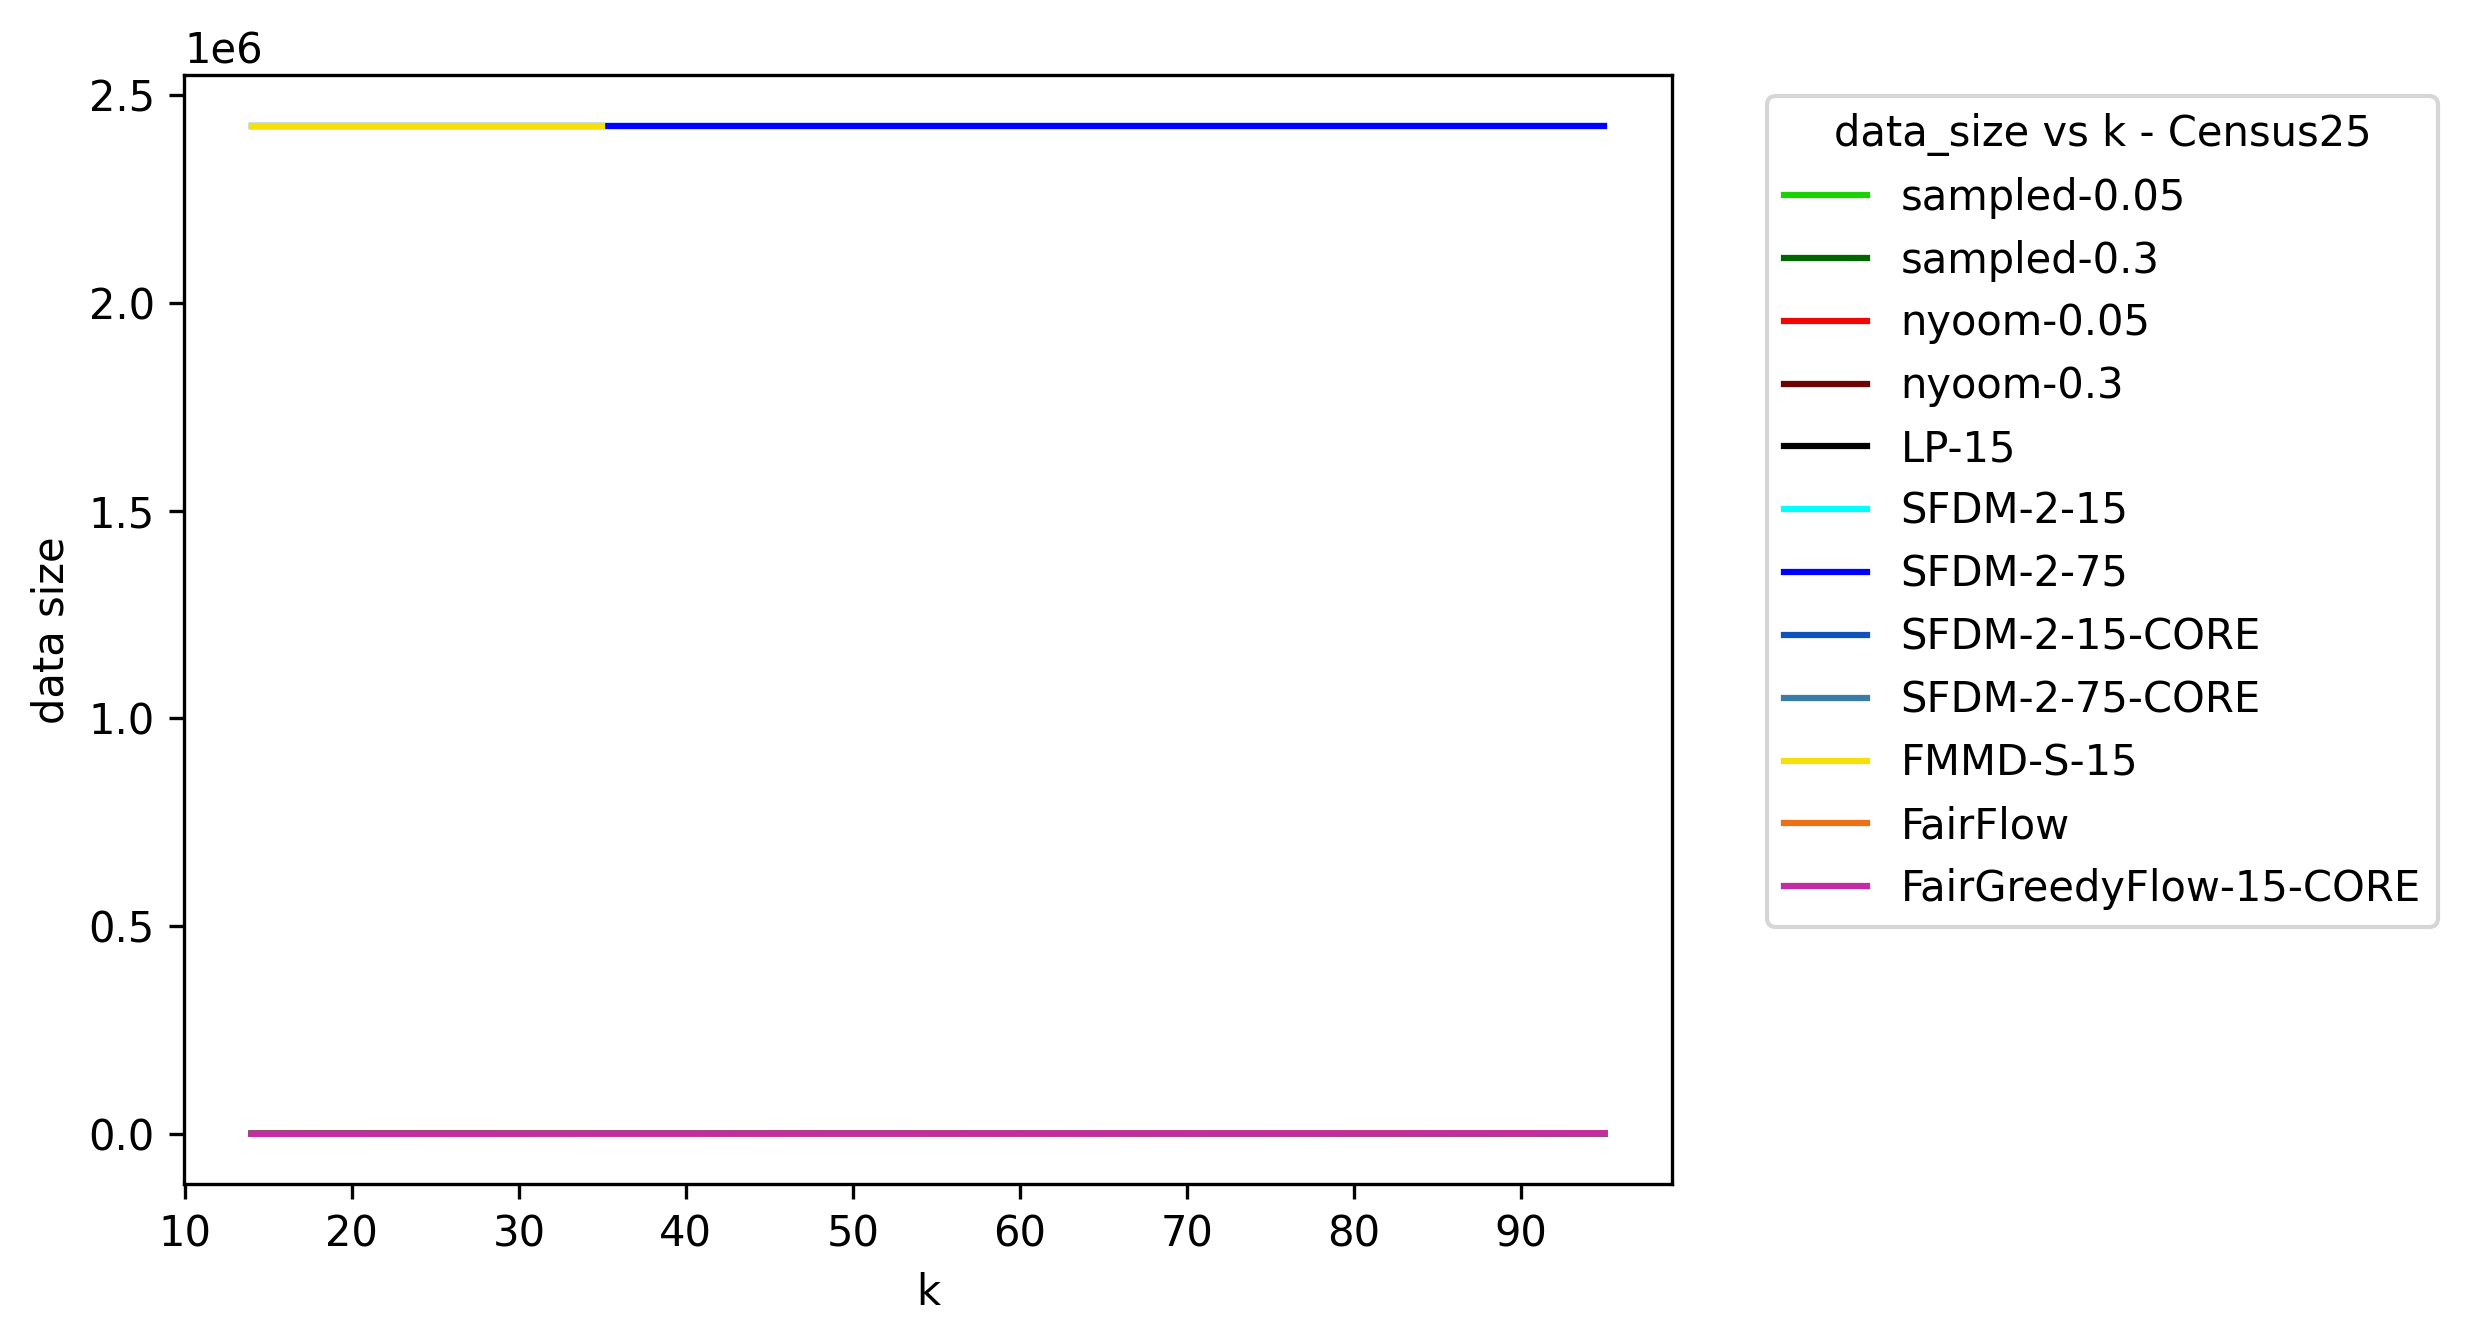 1e6
2.5
2.0
1.5
1.0
0.5
0.0
data size
10 20 30 40 50 60 70 80 90
k
data_size vs k - Census25
sampled-0.05
sampled-0.3
nyoom-0.05
nyoom-0.3
LP-15
SFDM-2-15
SFDM-2-75
SFDM-2-15-CORE
SFDM-2-75-CORE
FMMD-S-15
FairFlow
FairGreedyFlow-15-CORE